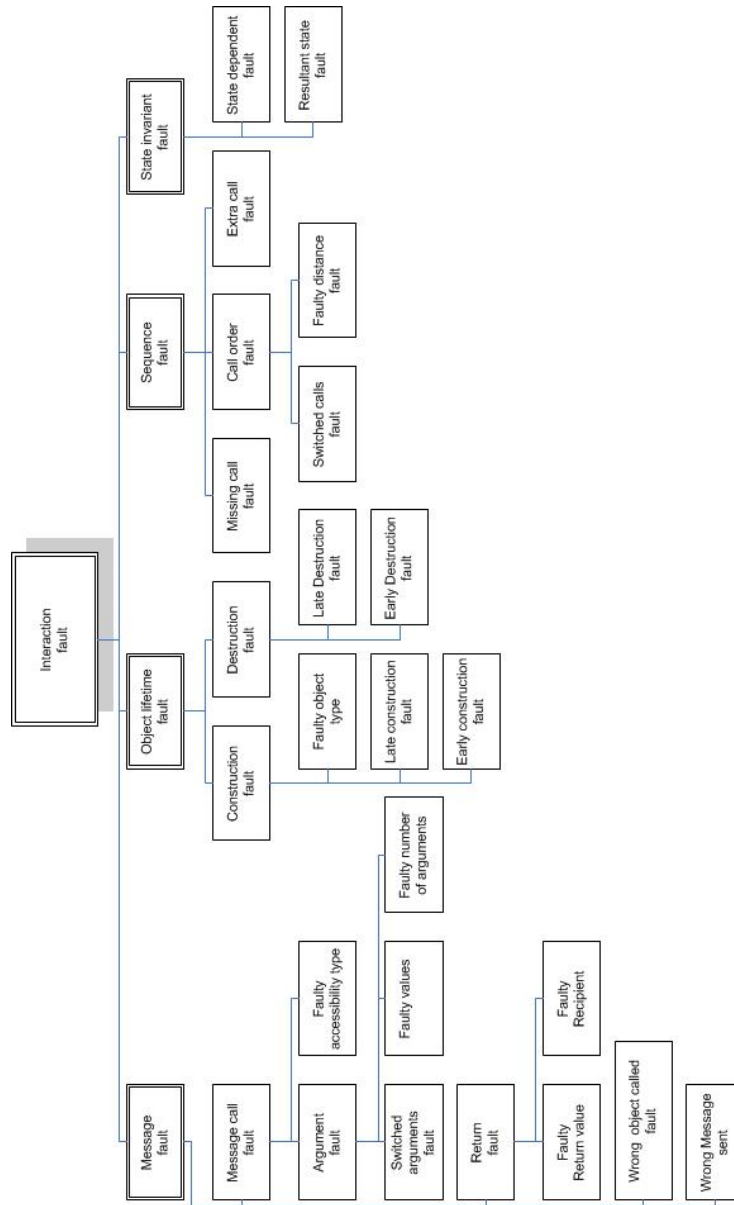 Interaction
fault
Message
fault
Object lifetime
fault
Sequence
fault
State invariant
fault
Message call
fault
Construction
fault
Destruction
fault
Missing call
fault
Call order
fault
Extra call
fault
State dependent
fault
Resultant state
fault
Argument
fault
Faulty
accessibility type
Faulty object
type
Late Destruction
fault
Switched calls
fault
Faulty distance
fault
Switched
arguments
fault
Faulty values
Faulty number
of arguments
Late construction
fault
Early Destruction
fault
Return
fault
Early construction
fault
Faulty
Return value
Faulty
Recipient
Wrong object called
fault
Wrong Message
sent